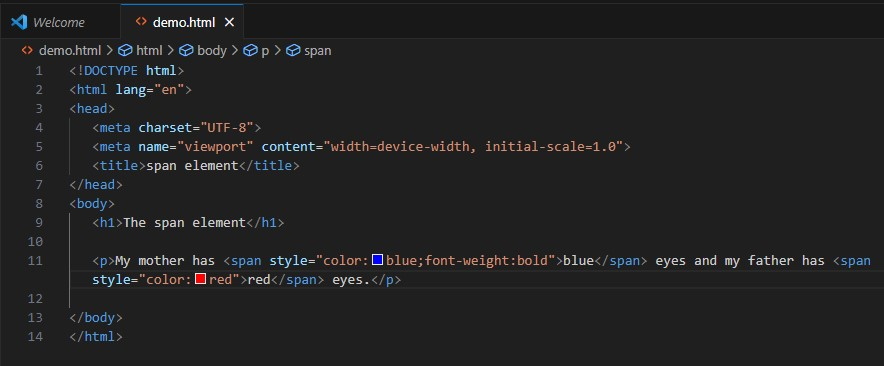 Welcome demo.html ×
demo.html > html > body > p > span
1 <!DOCTYPE html>
2 <html lang="en">
3 <head>
4 <meta charset="UTF-8">
5 <meta name="viewport" content="width=device-width, initial-scale=1.0">
6 <title>span element</title>
7 </head>
8 <body>
9 <h1>The span element</h1>
10
11 <p>My mother has <span style="color:blue;font-weight:bold">blue</span> eyes and my father has <span
style="color:red">red</span> eyes.</p>
12
13 </body>
14 </html>